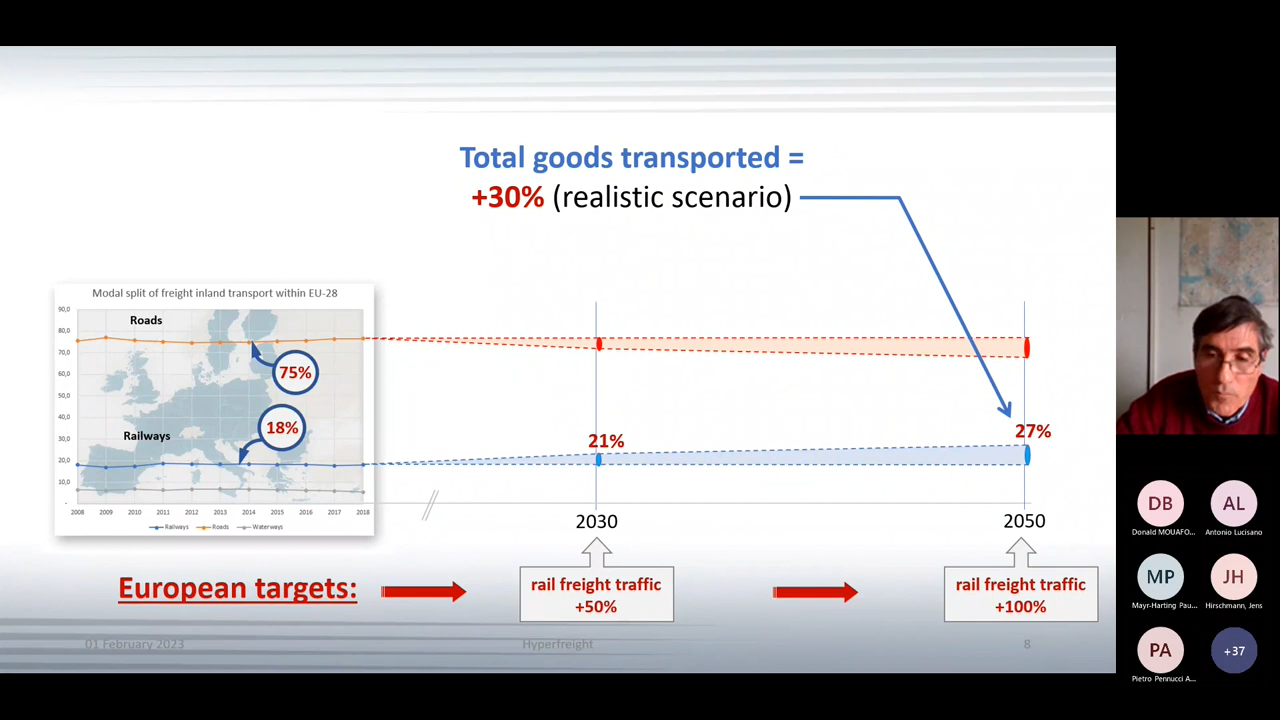 Total goods transported =
+30% (realistic scenario)
Modal split of freight inland transport within EU-28
90,0
80,0
70,0
60,0
50,0
40,0
30,0
20,0
10,0
-
Roads
75%
18%
Railways
2008 2009 2010 2011 2012 2013 2014 2015 2016 2017 2018
Railways Roads Waterways
21%
27%
2030
2050
European targets:
rail freight traffic
+50%
rail freight traffic
+100%
01 February 2023
Hyperfreight
8
DB
Donald MOUAFO...
AL
Antonio Lucisano
MP
Mayr-Harting Pau...
JH
Hirschmann, Jens
PA
Pietro Pennucci A...
+37